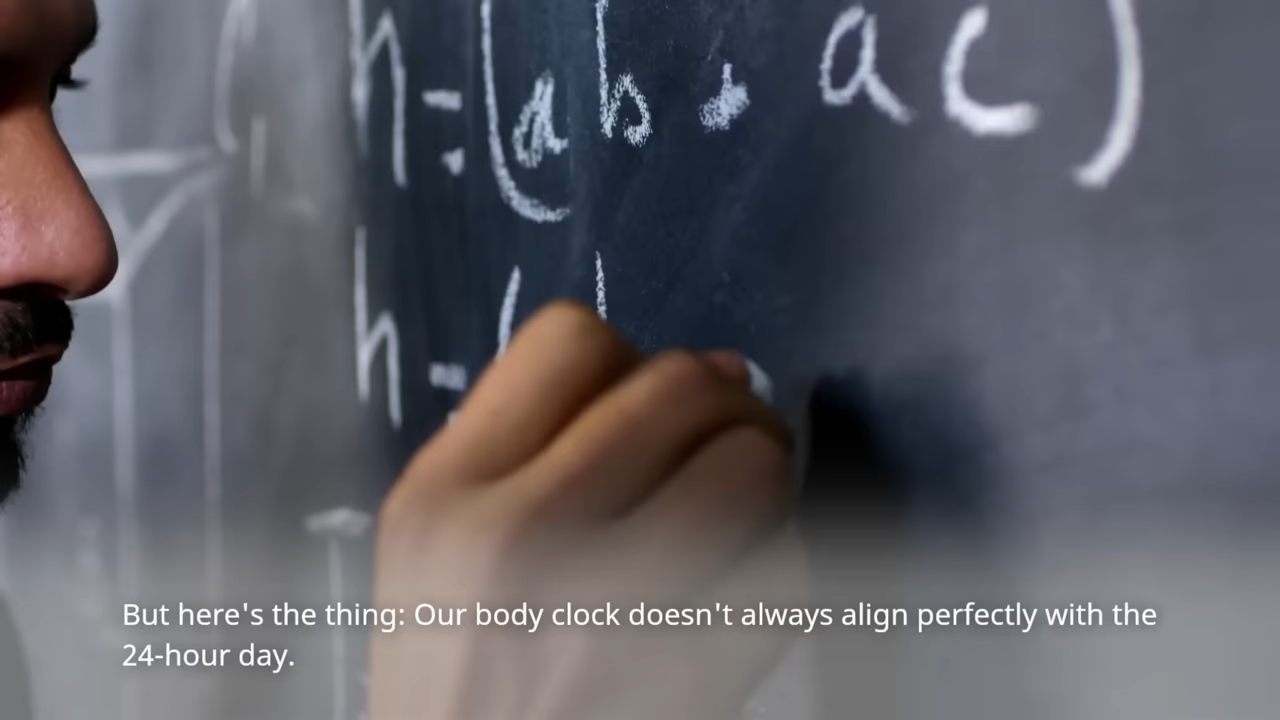 h = (ab . ac)
h = (
But here's the thing: Our body clock doesn't always align perfectly with the
24-hour day.